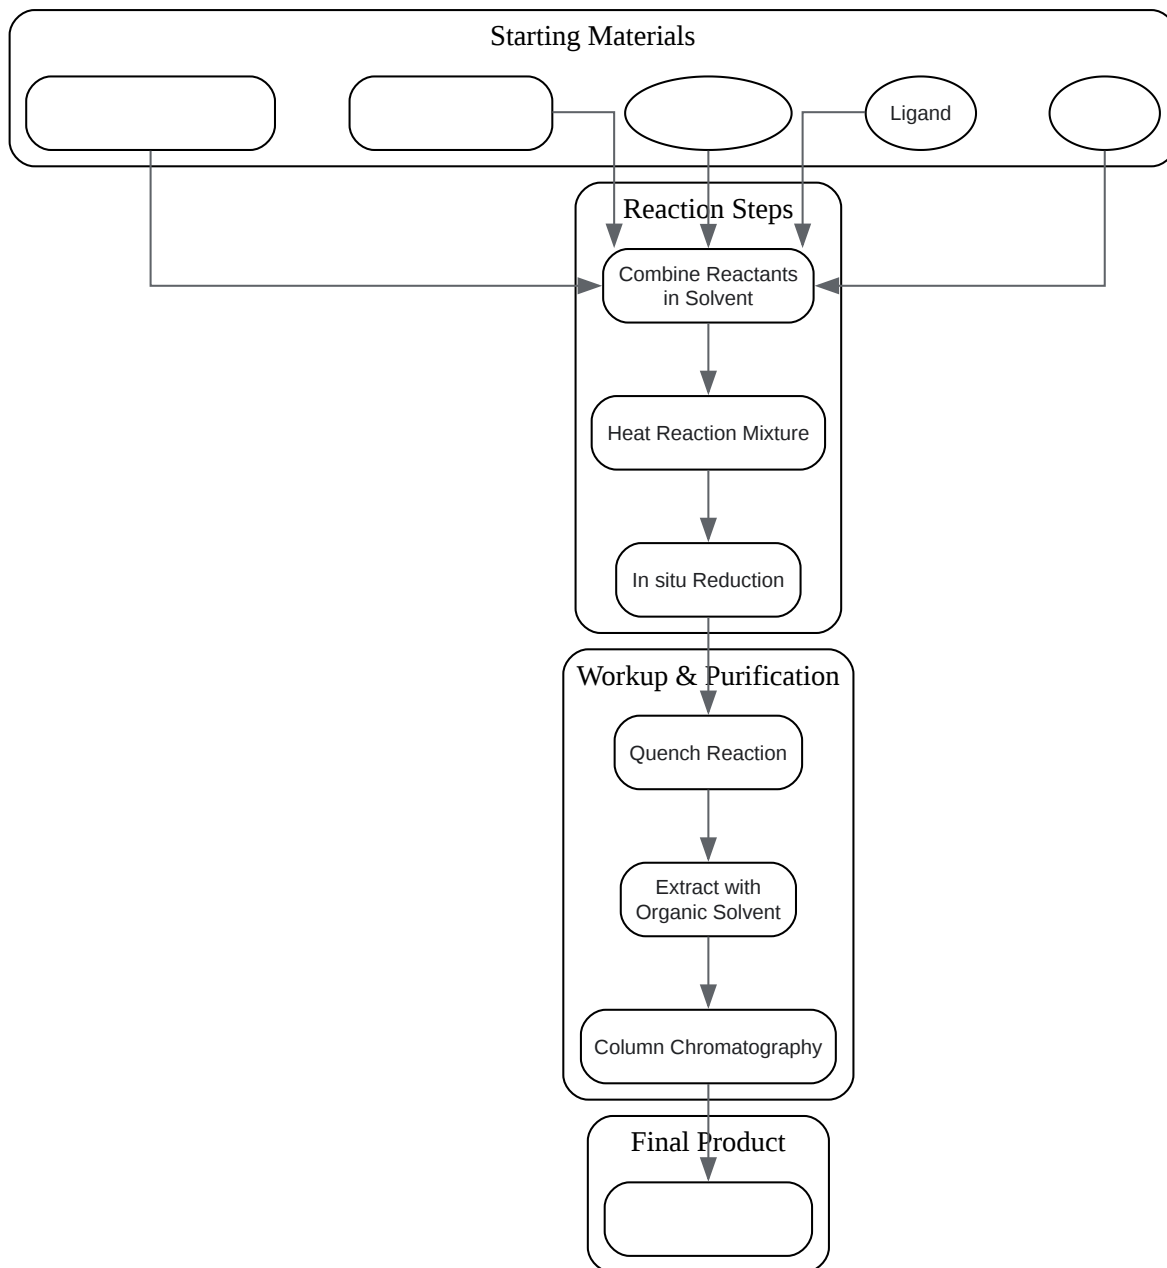 Starting Materials
Ligand
Reaction Steps
Combine Reactants
in Solvent
Heat Reaction Mixture
In situ Reduction
Workup & Purification
Quench Reaction
Extract with
Organic Solvent
Column Chromatography
Final Product